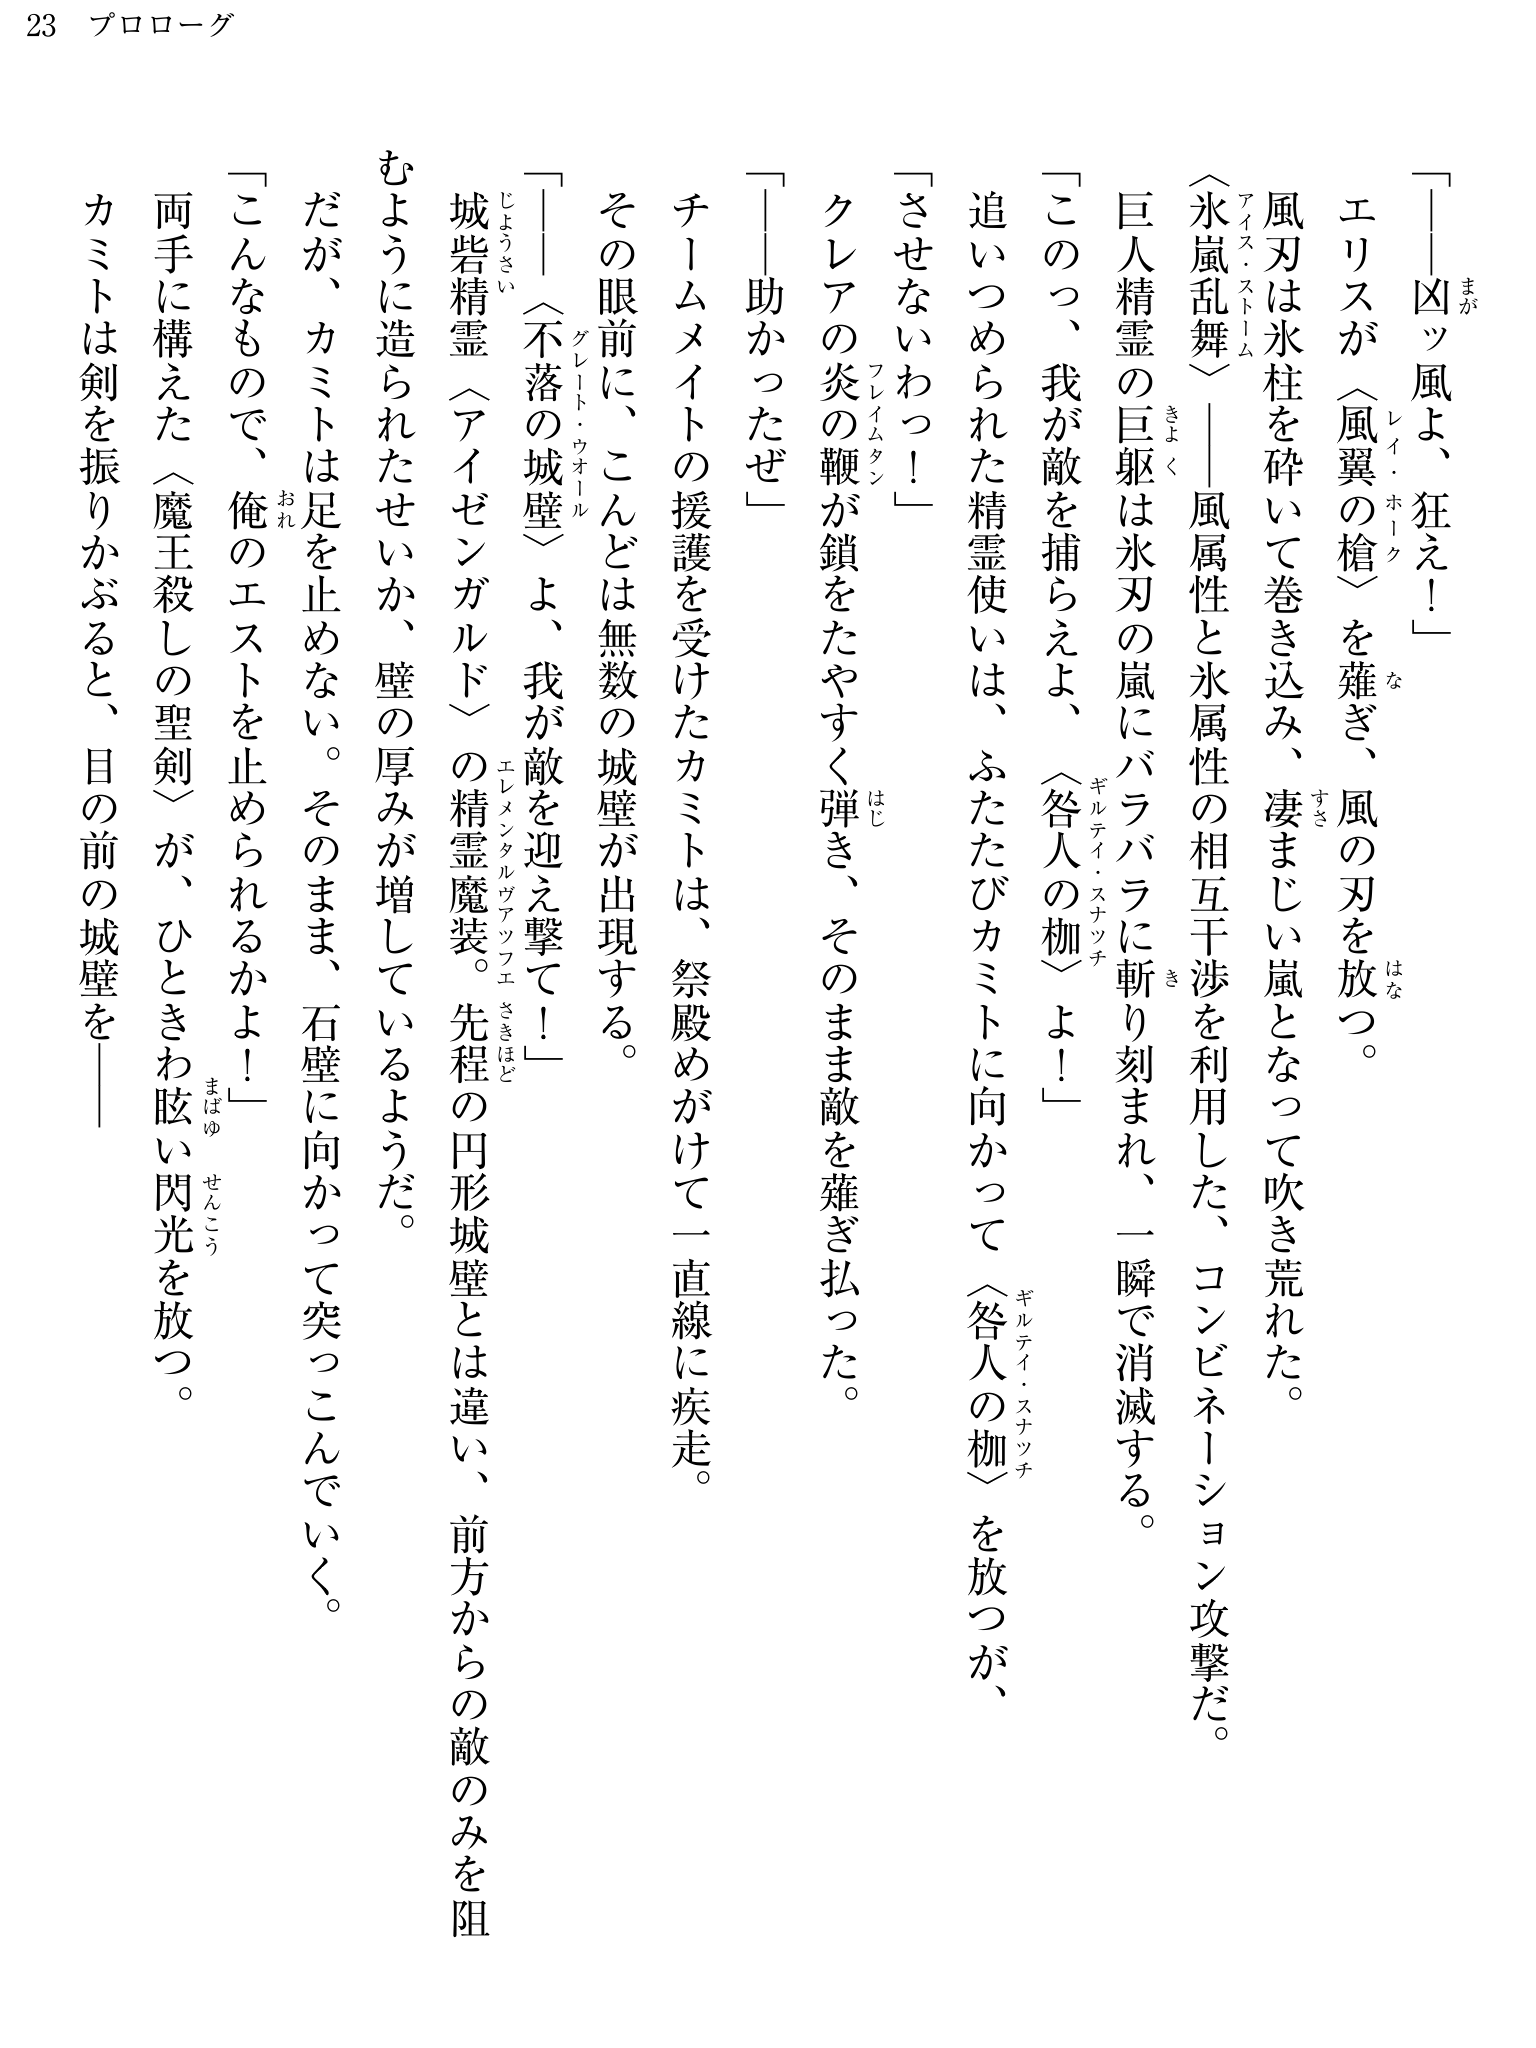 23　プロローグ
「――凶ッ風よ、狂え！」
エリスが〈風翼の槍〉を薙ぎ、風の刃を放つ。
風刃は氷柱を砕いて巻き込み、凄まじい嵐となって吹き荒れた。
〈氷嵐乱舞〉――風属性と氷属性の相互干渉を利用した、コンビネーション攻撃だ。
巨人精霊の巨躯は氷刃の嵐にバラバラに斬り刻まれ、一瞬で消滅する。
「このっ、我が敵を捕らえよ、〈咎人の枷〉よ！」
追いつめられた精霊使いは、ふたたびカミトに向かって〈咎人の枷〉を放つが、
「させないわっ！」
クレアの炎の鞭が鎖をたやすく弾き、そのまま敵を薙ぎ払った。
「――助かったぜ」
チームメイトの援護を受けたカミトは、祭殿めがけて一直線に疾走。
その眼前に、こんどは無数の城壁が出現する。
「――〈不落の城壁〉よ、我が敵を迎え撃て！」
城砦精霊〈アイゼンガルド〉の精霊魔装。先程の円形城壁とは違い、前方からの敵のみを阻
むように造られたせいか、壁の厚みが増しているようだ。
だが、カミトは足を止めない。そのまま、石壁に向かって突っこんでいく。
「こんなもので、俺のエストを止められるかよ！」
両手に構えた〈魔王殺しの聖剣〉が、ひときわ眩い閃光を放つ。
カミトは剣を振りかぶると、目の前の城壁を――